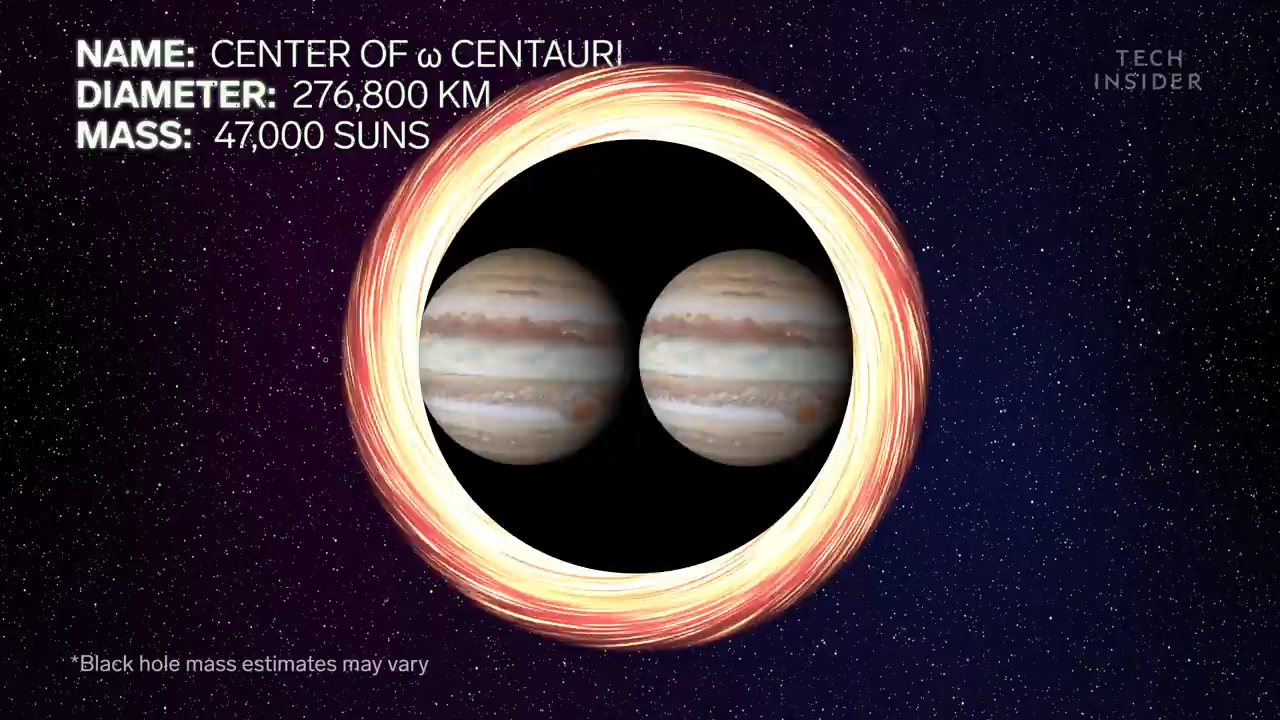 NAME: CENTER OF ω CENTAURI
DIAMETER: 276,800 KM
MASS: 47,000 SUNS
TECH
INSIDER
*Black hole mass estimates may vary